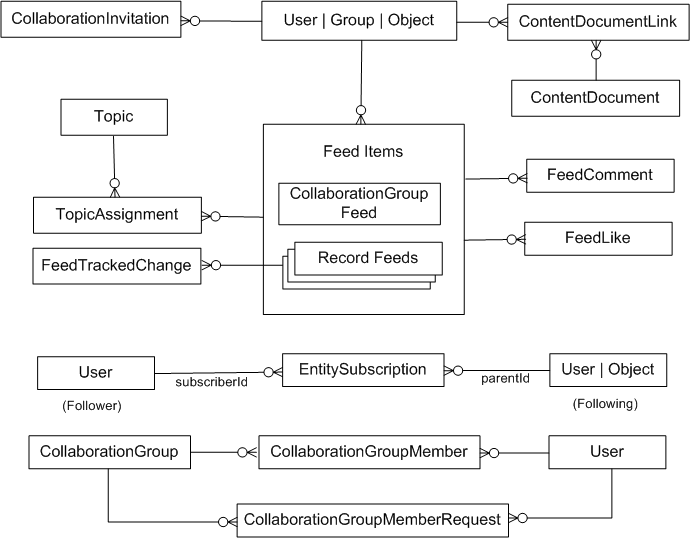 CollaborationInvitation
User | Group | Object
ContentDocumentLink
ContentDocument
Topic
Feed Items
FeedComment
CollaborationGroup
Feed
TopicAssignment
FeedLike
FeedTrackedChange
Record Feeds
User
subscriberId
EntitySubscription
parentId
User | Object
(Follower)
(Following)
CollaborationGroup
CollaborationGroupMember
User
CollaborationGroupMemberRequest